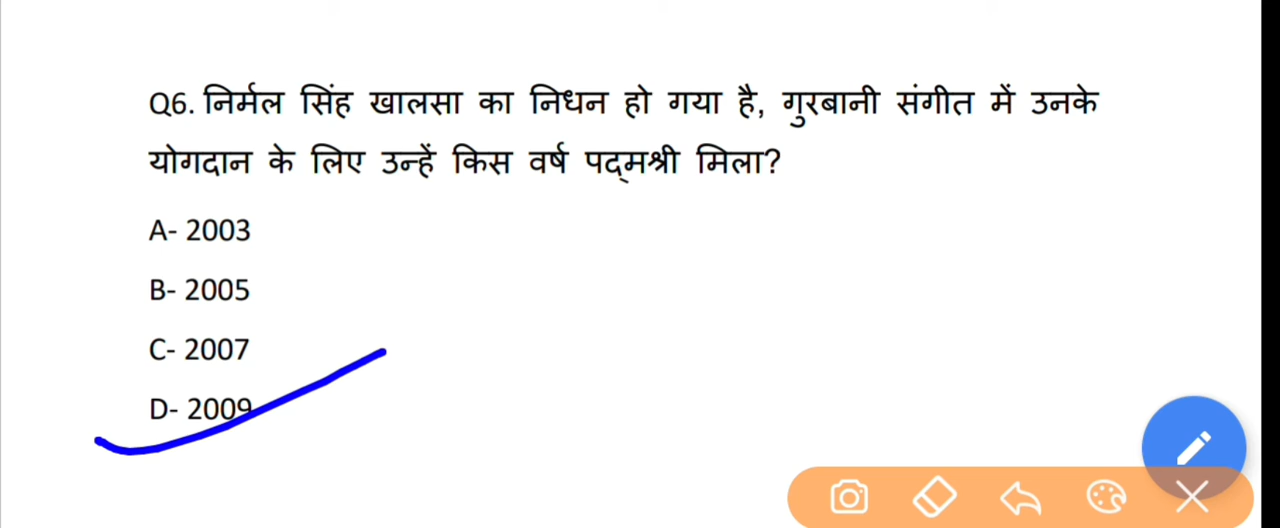 Q6. निर्मल सिंह खालसा का निधन हो गया है, गुरबानी संगीत में उनके
योगदान के लिए उन्हें किस वर्ष पद्मश्री मिला?
A- 2003
B- 2005
C- 2007
D- 2009